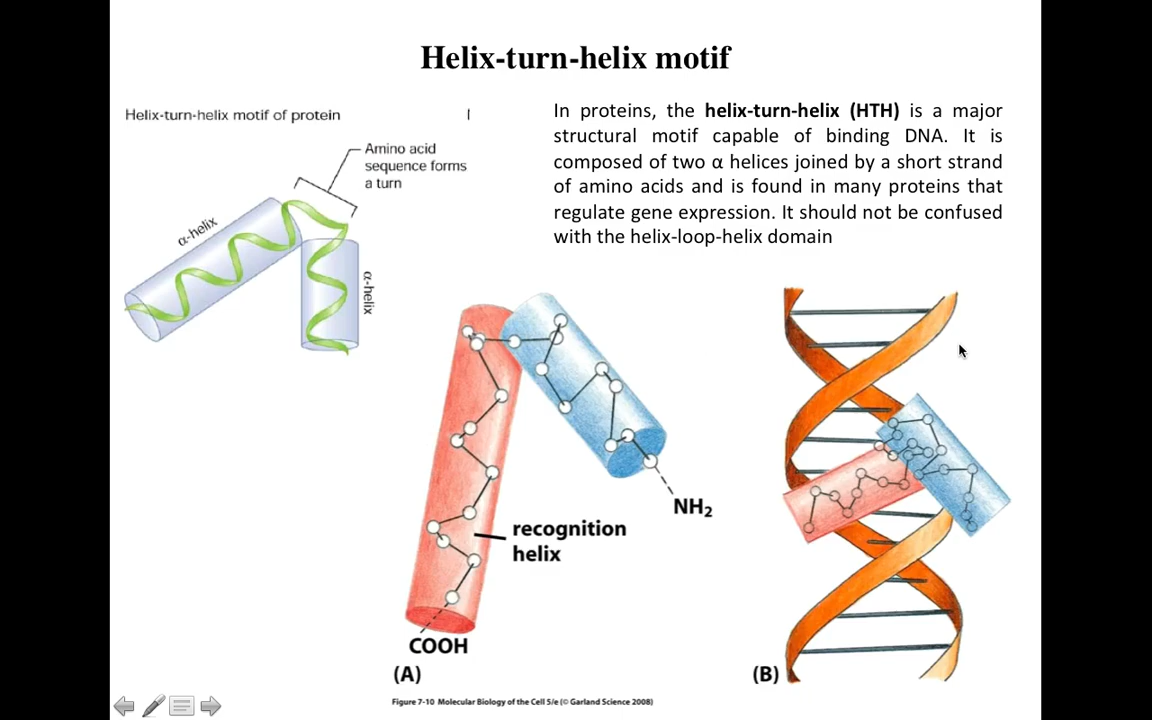 Helix-turn-helix motif
Helix-turn-helix motif of protein
Amino acid
sequence forms
a turn
α-helix
α-helix
In proteins, the helix-turn-helix (HTH) is a major
structural motif capable of binding DNA. It is
composed of two α helices joined by a short strand
of amino acids and is found in many proteins that
regulate gene expression. It should not be confused
with the helix-loop-helix domain
NH₂
recognition
helix
COOH
(A)
(B)
Figure 7-10 Molecular Biology of the Cell 5/e (© Garland Science 2008)